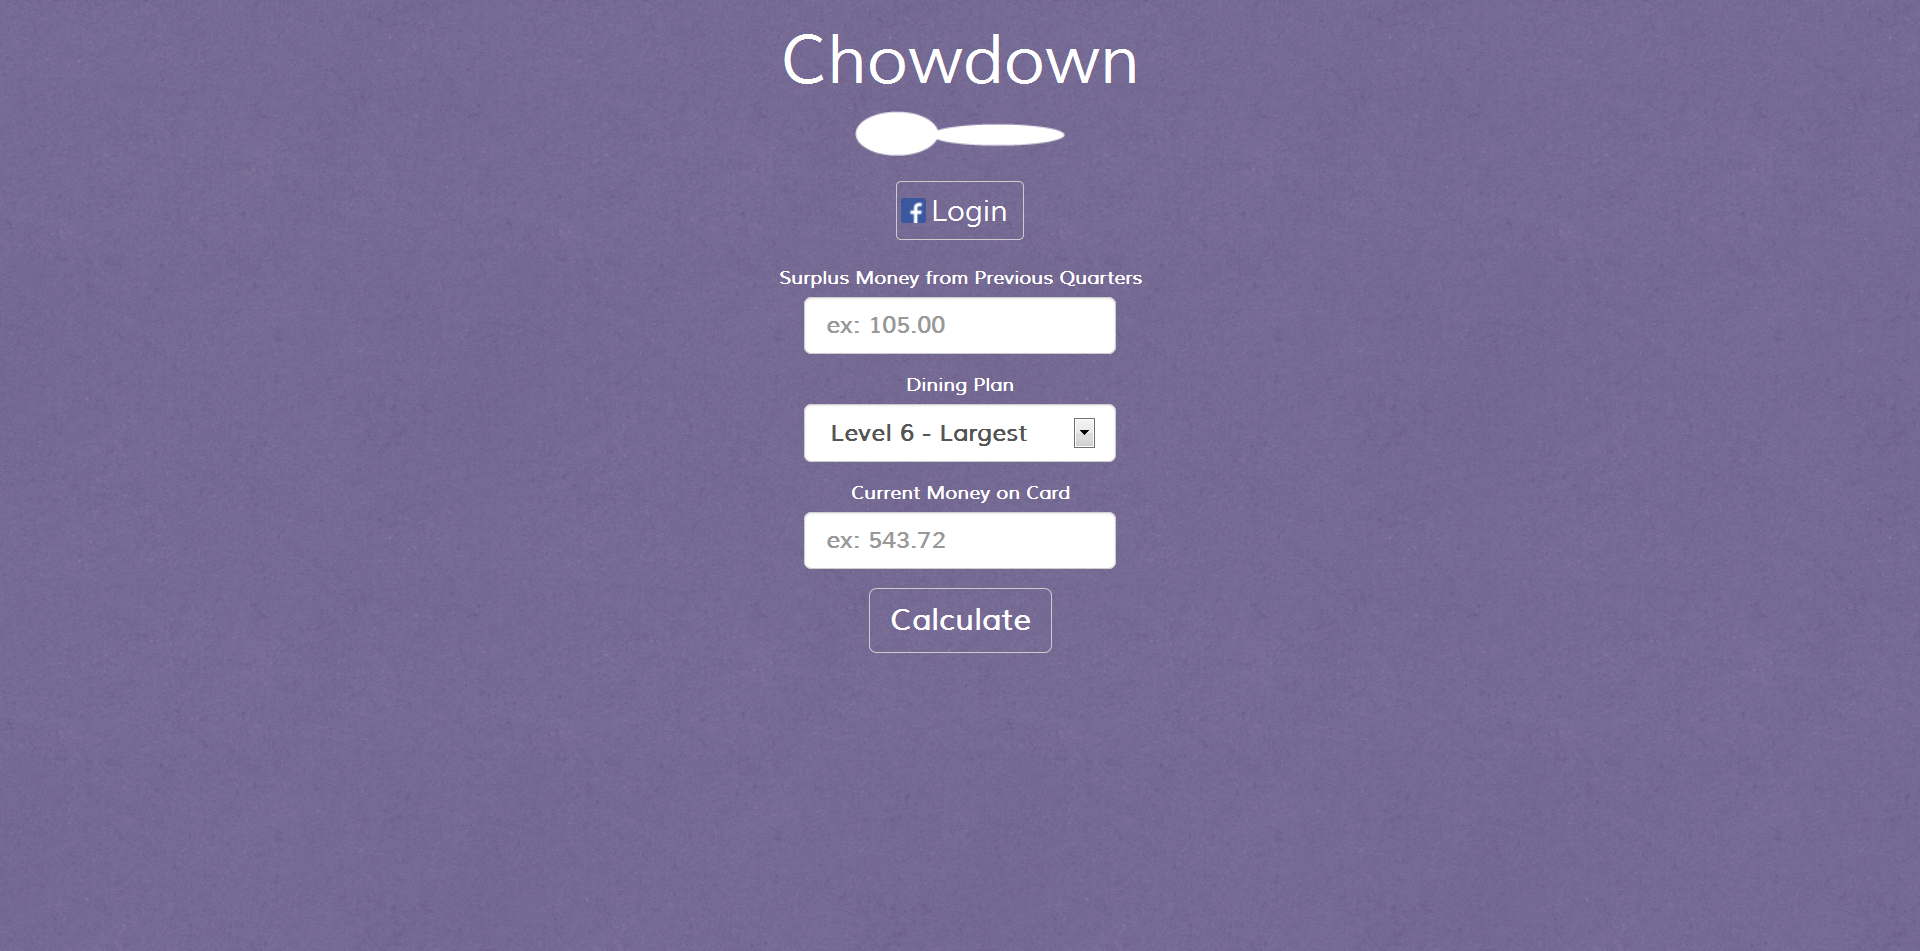 Chowdown
Login
Surplus Money from Previous Quarters
ex: 105.00
Dining Plan
Level 6 - Largest
Current Money on Card
ex: 543.72
Calculate